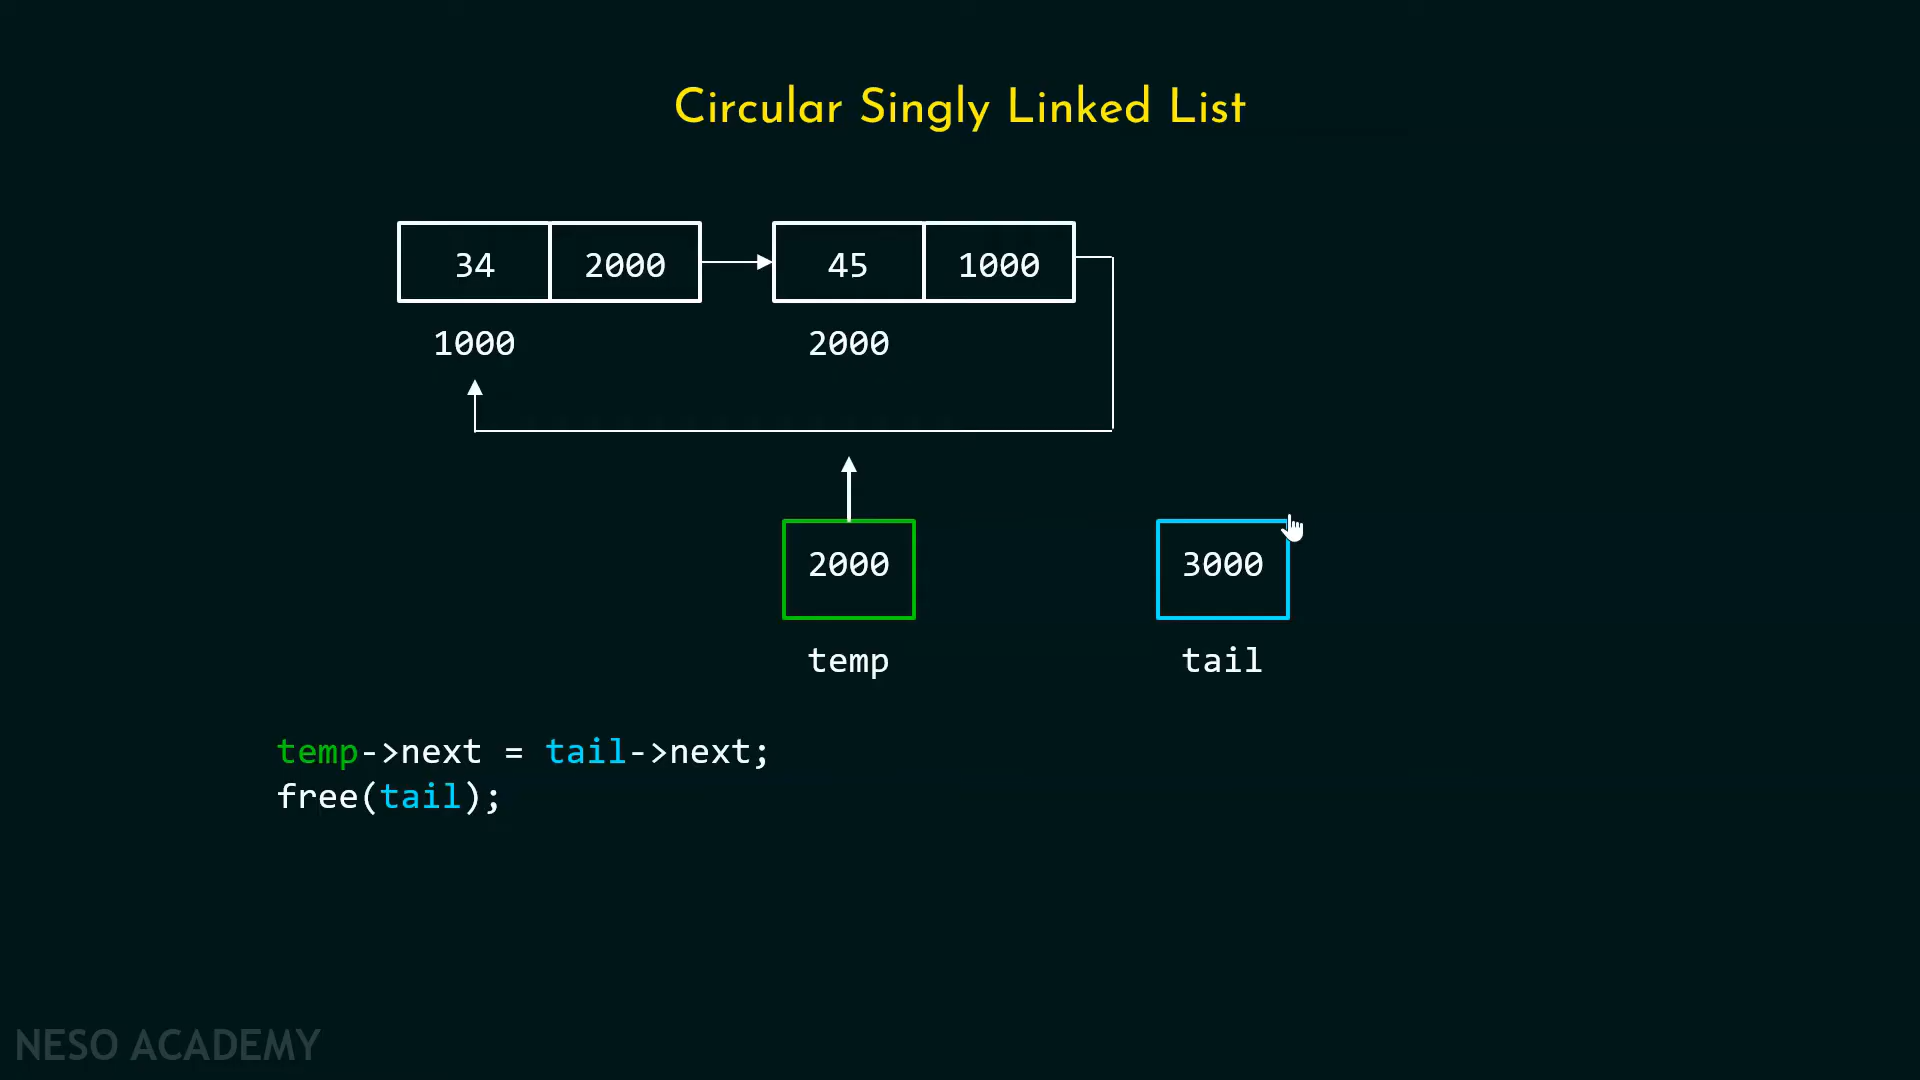 Circular Singly Linked List
34 2000 45 1000
1000 2000
2000 3000
temp tail
temp->next = tail->next;
free(tail);
NESO ACADEMY